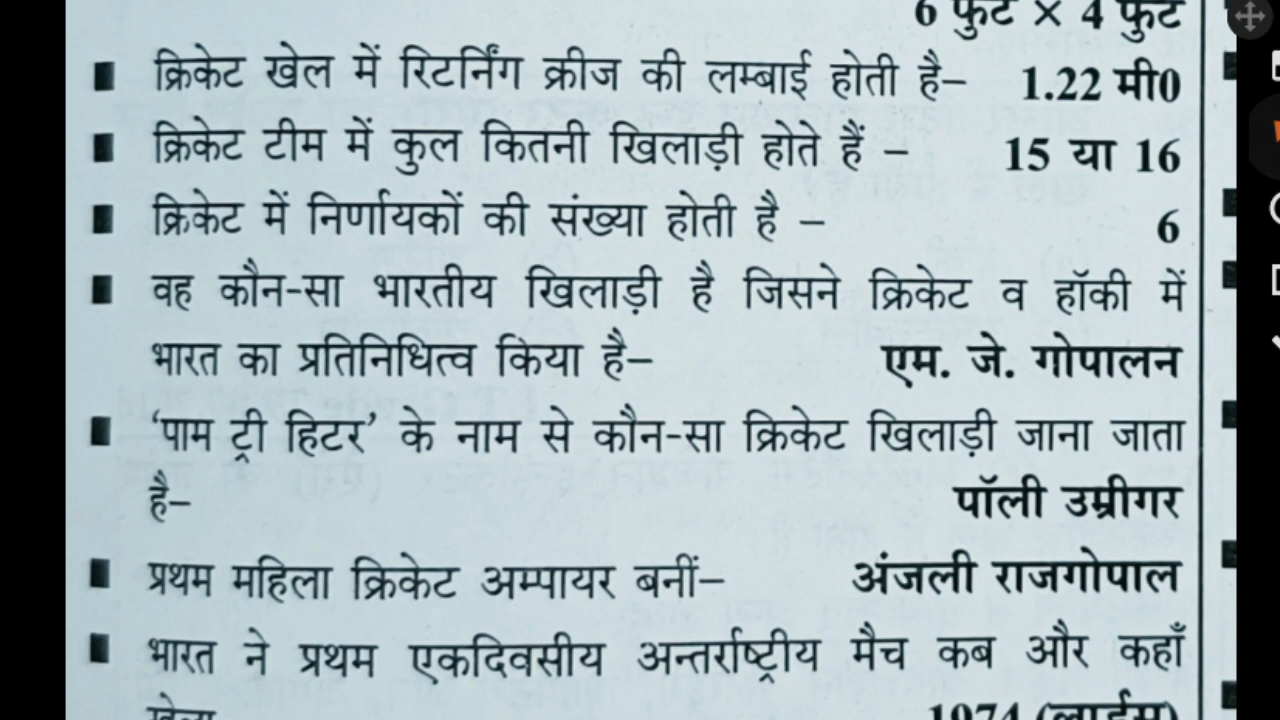 6 फुट × 4 फुट
क्रिकेट खेल में रिटर्निंग क्रीज की लम्बाई होती है– 1.22 मी0
क्रिकेट टीम में कुल कितनी खिलाड़ी होते हैं – 15 या 16
क्रिकेट में निर्णायकों की संख्या होती है – 6
वह कौन-सा भारतीय खिलाड़ी है जिसने क्रिकेट व हॉकी में
भारत का प्रतिनिधित्व किया है– एम. जे. गोपालन
‘पाम ट्री हिटर’ के नाम से कौन-सा क्रिकेट खिलाड़ी जाना जाता
है– पॉली उम्रीगर
प्रथम महिला क्रिकेट अम्पायर बनीं– अंजली राजगोपाल
भारत ने प्रथम एकदिवसीय अन्तर्राष्ट्रीय मैच कब और कहाँ
खेला 1974 (लार्ड्स)